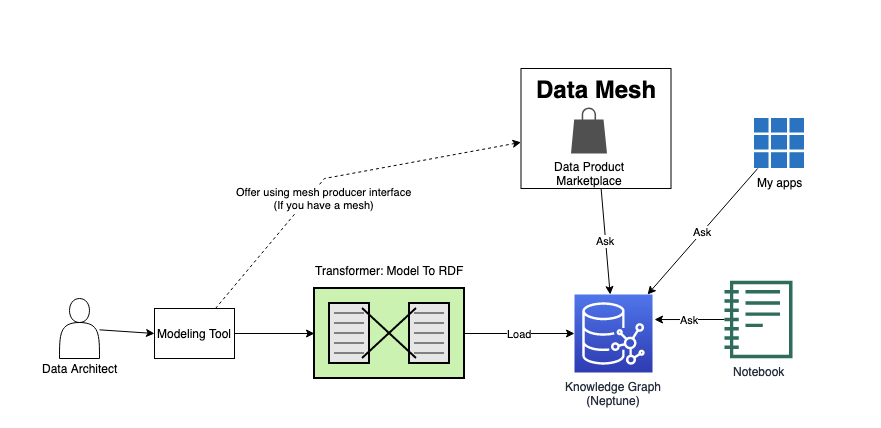 Data Mesh
Data Product
Marketplace
My apps
Offer using mesh producer interface
(If you have a mesh)
Ask
Ask
Transformer: Model To RDF
Modeling Tool
Load
Ask
Data Architect
Notebook
Knowledge Graph
(Neptune)